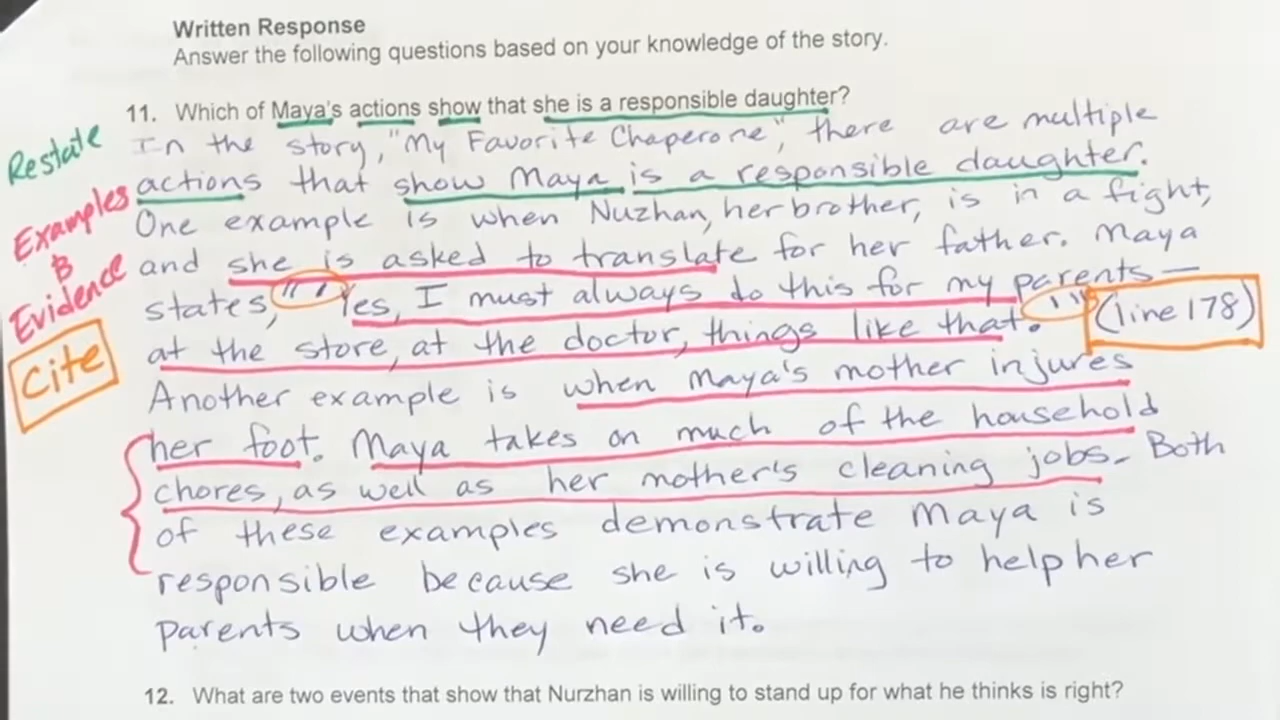 Written Response
Answer the following questions based on your knowledge of the story.
11. Which of Maya's actions show that she is a responsible daughter?
Restate
In the story, "My Favorite Chaperone", there are multiple
actions that show Maya is a responsible daughter.
Examples
&
Evidence
One example is when Nuzhan, her brother, is in a fight,
and she is asked to translate for her father. Maya
states, "'Yes, I must always do this for my parents—
at the store, at the doctor, things like that.'" (line 178)
Cite
Another example is when Maya's mother injures
her foot. Maya takes on much of the household
chores, as well as her mother's cleaning jobs. Both
of these examples demonstrate Maya is
responsible because she is willing to help her
parents when they need it.
12. What are two events that show that Nurzhan is willing to stand up for what he thinks is right?